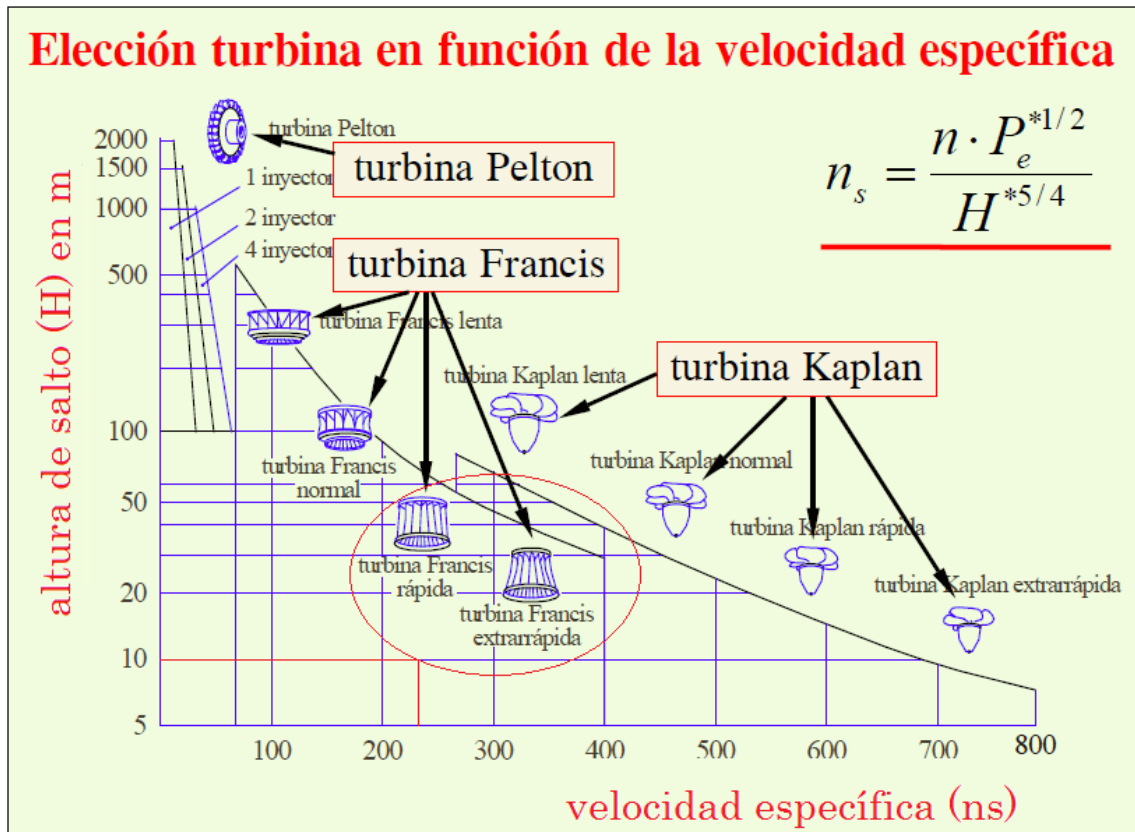 Elección turbina en función de la velocidad específica
n_s = n · P_e^{*1/2} / H^{*5/4}
altura de salto (H) en m
2000
1500
1000
500
100
50
20
10
5
turbina Pelton
turbina Pelton
1 inyector
2 inyector
4 inyector
turbina Francis
turbina Francis lenta
turbina Francis
normal
turbina Francis
rápida
turbina Francis
extrarrápida
turbina Kaplan
turbina Kaplan lenta
turbina Kaplan normal
turbina Kaplan rápida
turbina Kaplan extrarrápida
100
200
300
400
500
600
700
800
velocidad específica (ns)